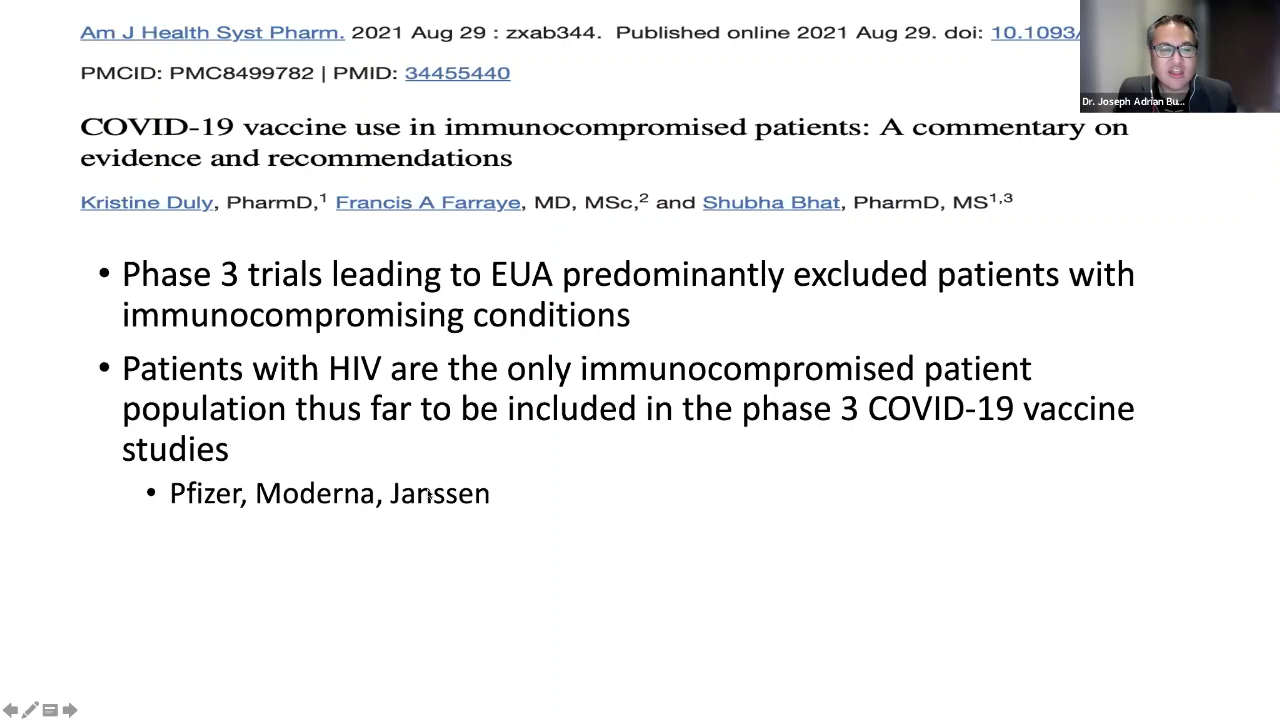 Am J Health Syst Pharm. 2021 Aug 29 : zxab344. Published online 2021 Aug 29. doi: 10.1093/
PMCID: PMC8499782 | PMID: 34455440
COVID-19 vaccine use in immunocompromised patients: A commentary on
evidence and recommendations
Kristine Duly, PharmD,1 Francis A Farraye, MD, MSc,2 and Shubha Bhat, PharmD, MS1,3
• Phase 3 trials leading to EUA predominantly excluded patients with
immunocompromising conditions
• Patients with HIV are the only immunocompromised patient
population thus far to be included in the phase 3 COVID-19 vaccine
studies
• Pfizer, Moderna, Janssen
Dr. Joseph Adrian Bu...